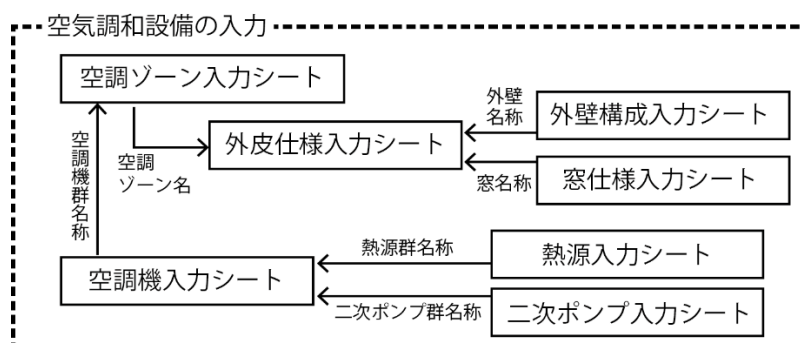 空気調和設備の入力
空調ゾーン入力シート
外壁
名称
外壁構成入力シート
外皮仕様入力シート
空調機群名称
空調
ゾーン名
窓名称
窓仕様入力シート
熱源群名称
熱源入力シート
空調機入力シート
二次ポンプ群名称
二次ポンプ入力シート